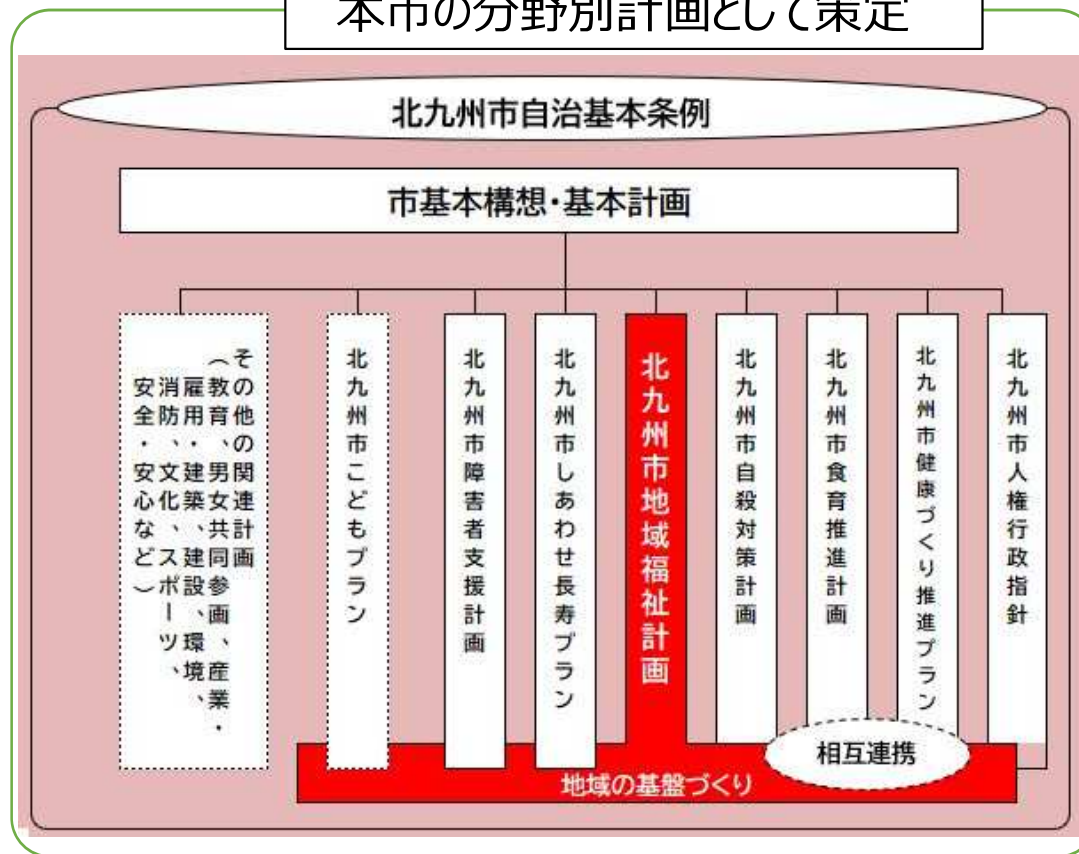 本市の分野別計画として策定
北九州市自治基本条例
市基本構想・基本計画
その他の関連計画
（教育、男女共同参画、産業・
雇用・建築、建設、環境、
消防、文化、スポーツ、
安全・安心など）
北九州市こどもプラン
北九州市障害者支援計画
北九州市しあわせ長寿プラン
北九州市地域福祉計画
北九州市自殺対策計画
北九州市食育推進計画
北九州市健康づくり推進プラン
北九州市人権行政指針
相互連携
地域の基盤づくり